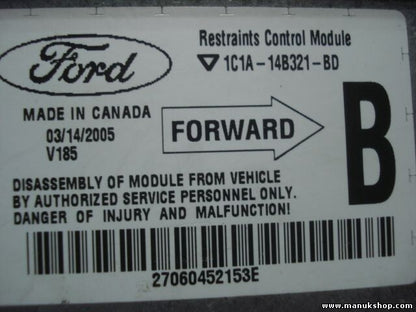 Ford
Restraints Control Module
1C1A-14B321-BD
MADE IN CANADA
03/14/2005
V185
FORWARD
B
DISASSEMBLY OF MODULE FROM VEHICLE
BY AUTHORIZED SERVICE PERSONNEL ONLY.
DANGER OF INJURY AND MALFUNCTION!
27060452153E
www.manukshop.com